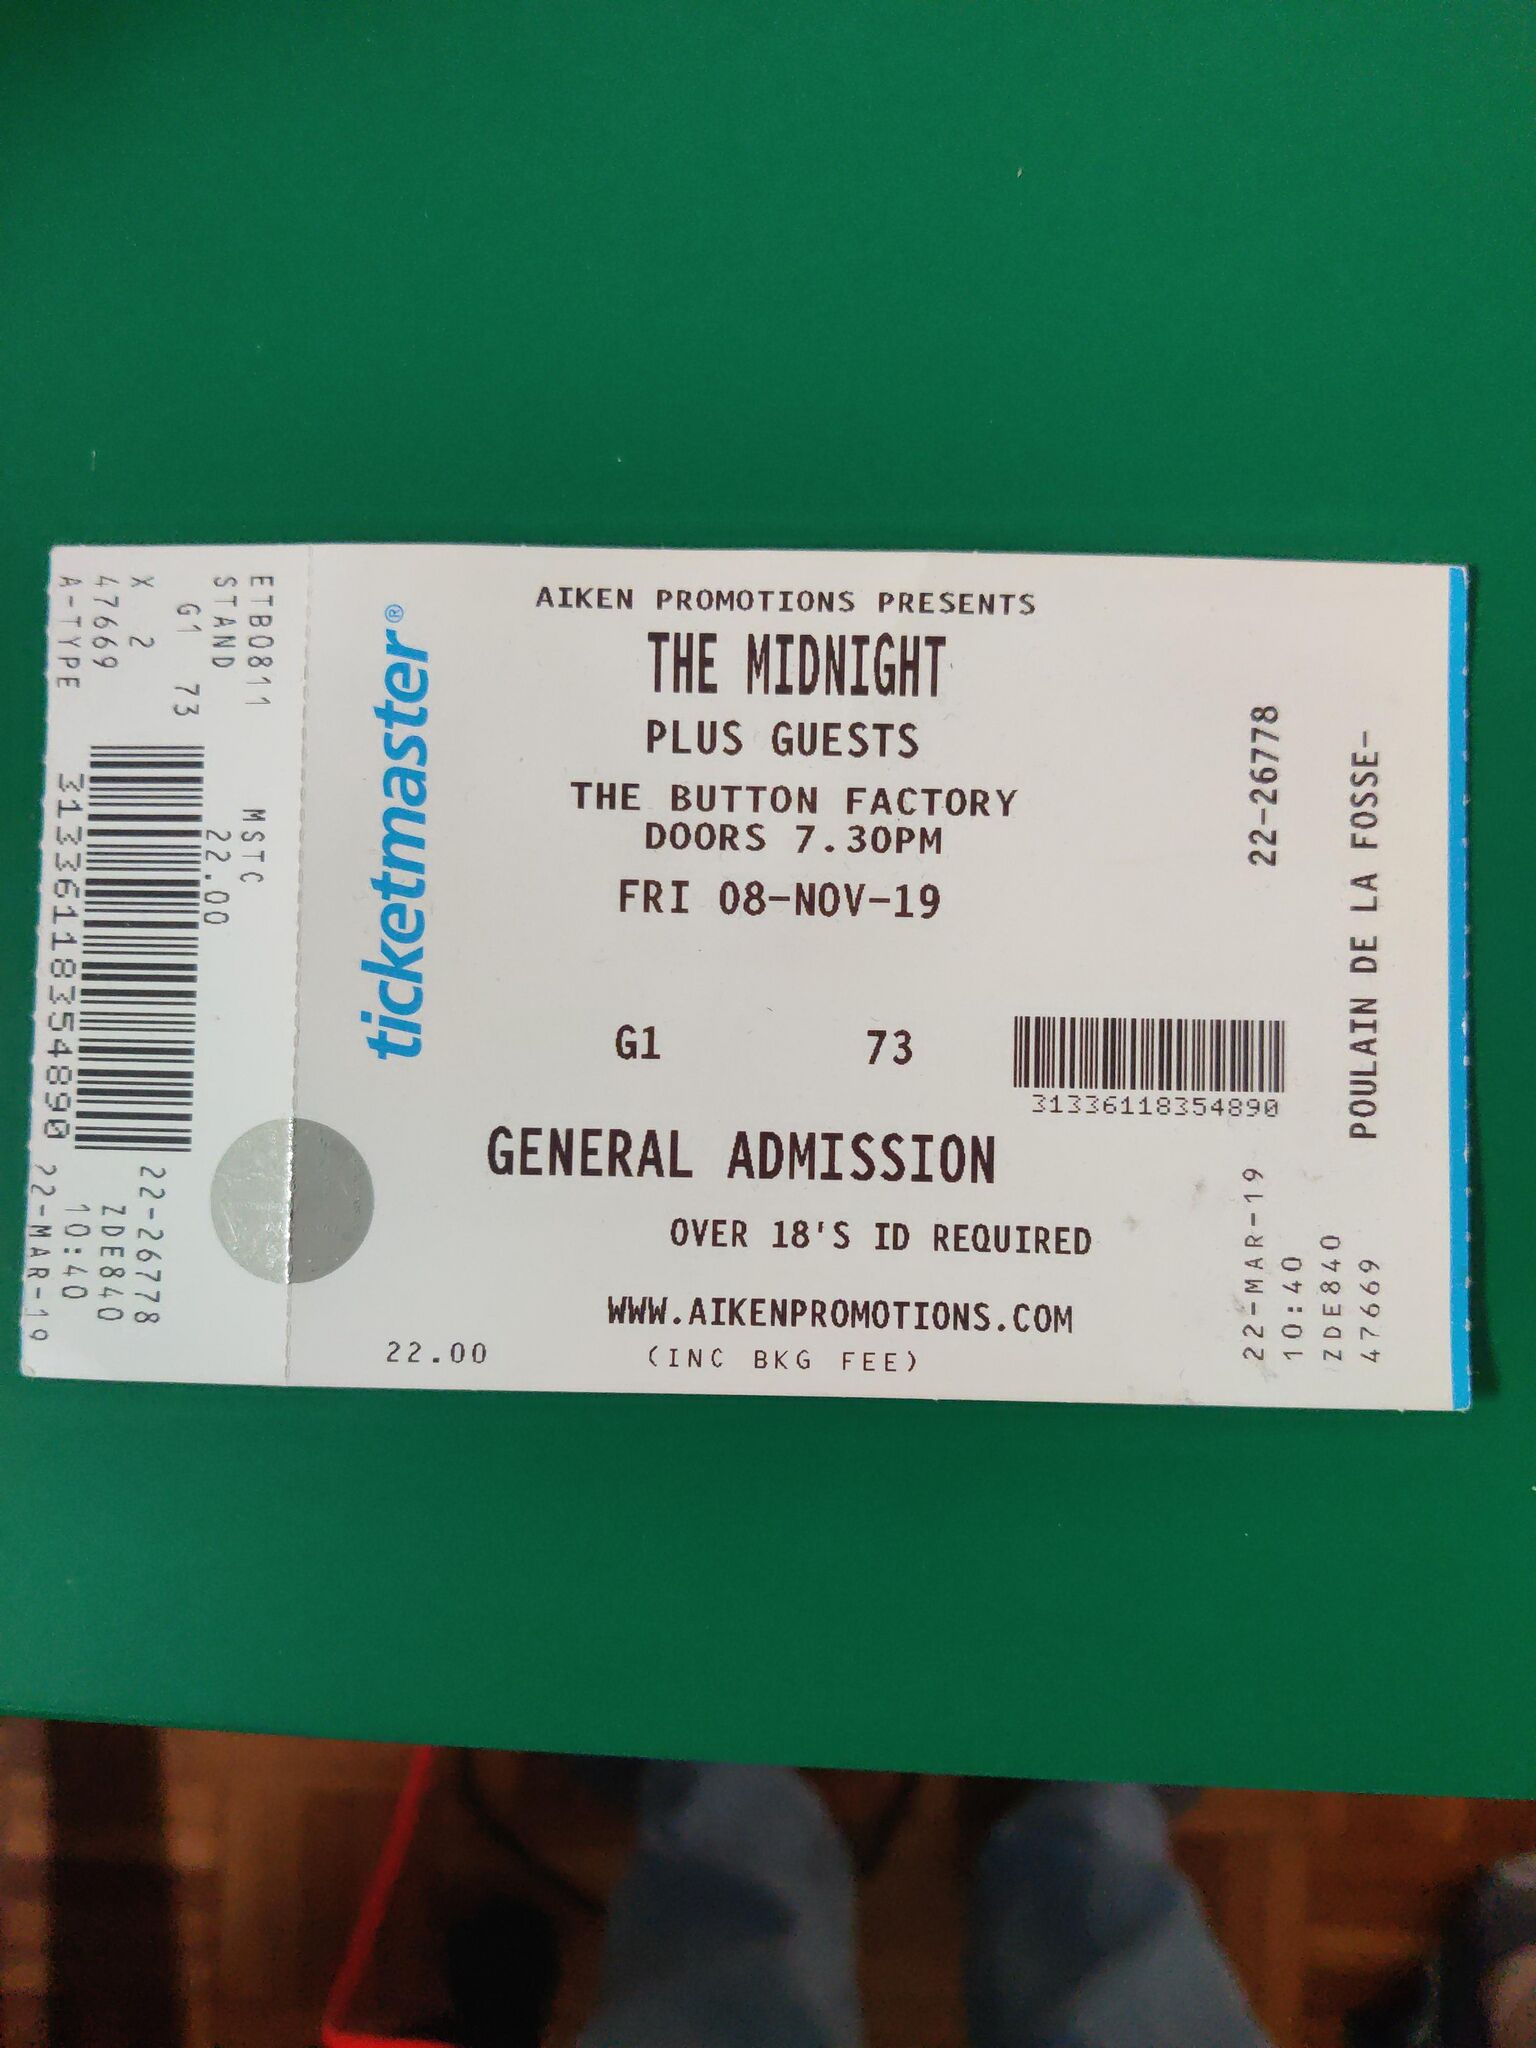 ETB0811
STAND
G1 73
X 2
47669
A-TYPE
MSTC
22.00
31336118354890
22-26778
ZDE840
10:40
22-MAR-19
ticketmaster®
AIKEN PROMOTIONS PRESENTS
THE MIDNIGHT
PLUS GUESTS
THE BUTTON FACTORY
DOORS 7.30PM
FRI 08-NOV-19
G1 73
31336118354890
GENERAL ADMISSION
OVER 18'S ID REQUIRED
WWW.AIKENPROMOTIONS.COM
22.00 (INC BKG FEE)
22-26778
POULAIN DE LA FOSSE-
22-MAR-19
10:40
ZDE840
47669